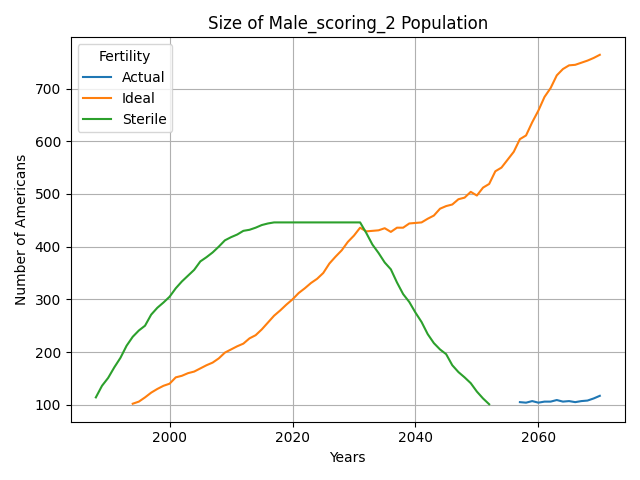 Size of Male_scoring_2 Population
Fertility
Actual
Ideal
Sterile
Number of Americans
700
600
500
400
300
200
100
2000
2020
2040
2060
Years